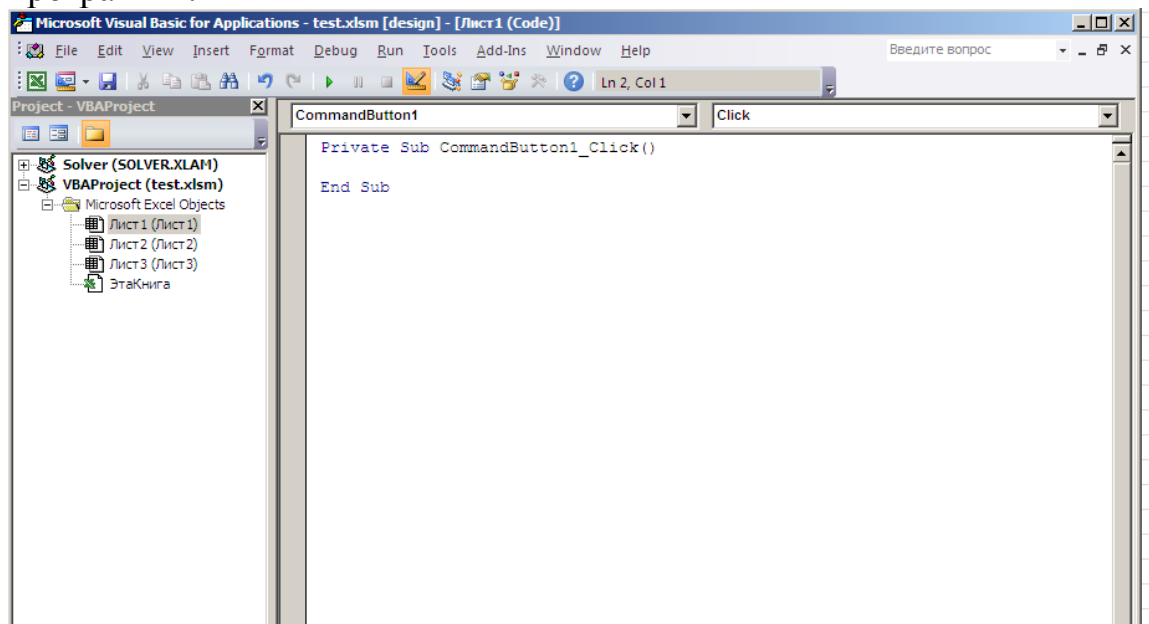 Microsoft Visual Basic for Applications - test.xlsm [design] - [Лист1 (Code)]
File Edit View Insert Format Debug Run Tools Add-Ins Window Help Введите вопрос
Ln 2, Col 1
Project - VBAProject
CommandButton1 Click
Private Sub CommandButton1_Click()
Solver (SOLVER.XLAM)
VBAProject (test.xlsm)
End Sub
Microsoft Excel Objects
Лист1 (Лист1)
Лист2 (Лист2)
Лист3 (Лист3)
ЭтаКнига